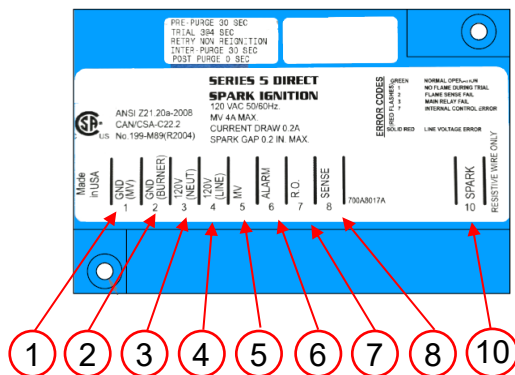 PRE-PURGE 30 SEC
TRIAL 394 SEC
RETRY NON REIGNITION
INTER-PURGE 30 SEC
POST PURGE 0 SEC
SERIES 5 DIRECT
SPARK IGNITION
120 VAC 50/60Hz.
MV 4A MAX.
CURRENT DRAW 0.2A
SPARK GAP 0.2 IN. MAX.
SA
US
ANSI Z21.20a-2008
CAN/CSA-C22.2
No.199-M89(R2004)
ERROR CODES
RED FLASHES
GREEN NORMAL OPERATION
1 NO FLAME DURING TRIAL
2 FLAME SENSE FAIL
3 MAIN RELAY FAIL
7 INTERNAL CONTROL ERROR
SOLID RED LINE VOLTAGE ERROR
Made
in USA
GND
(MV)
1
GND
(BURNER)
2
120V
(NEUT)
3
120V
(LINE)
4
MV
5
ALARM
6
R.O.
7
SENSE
8
700A8017A
SPARK
10
RESISTIVE WIRE ONLY
1 2 3 4 5 6 7 8 10